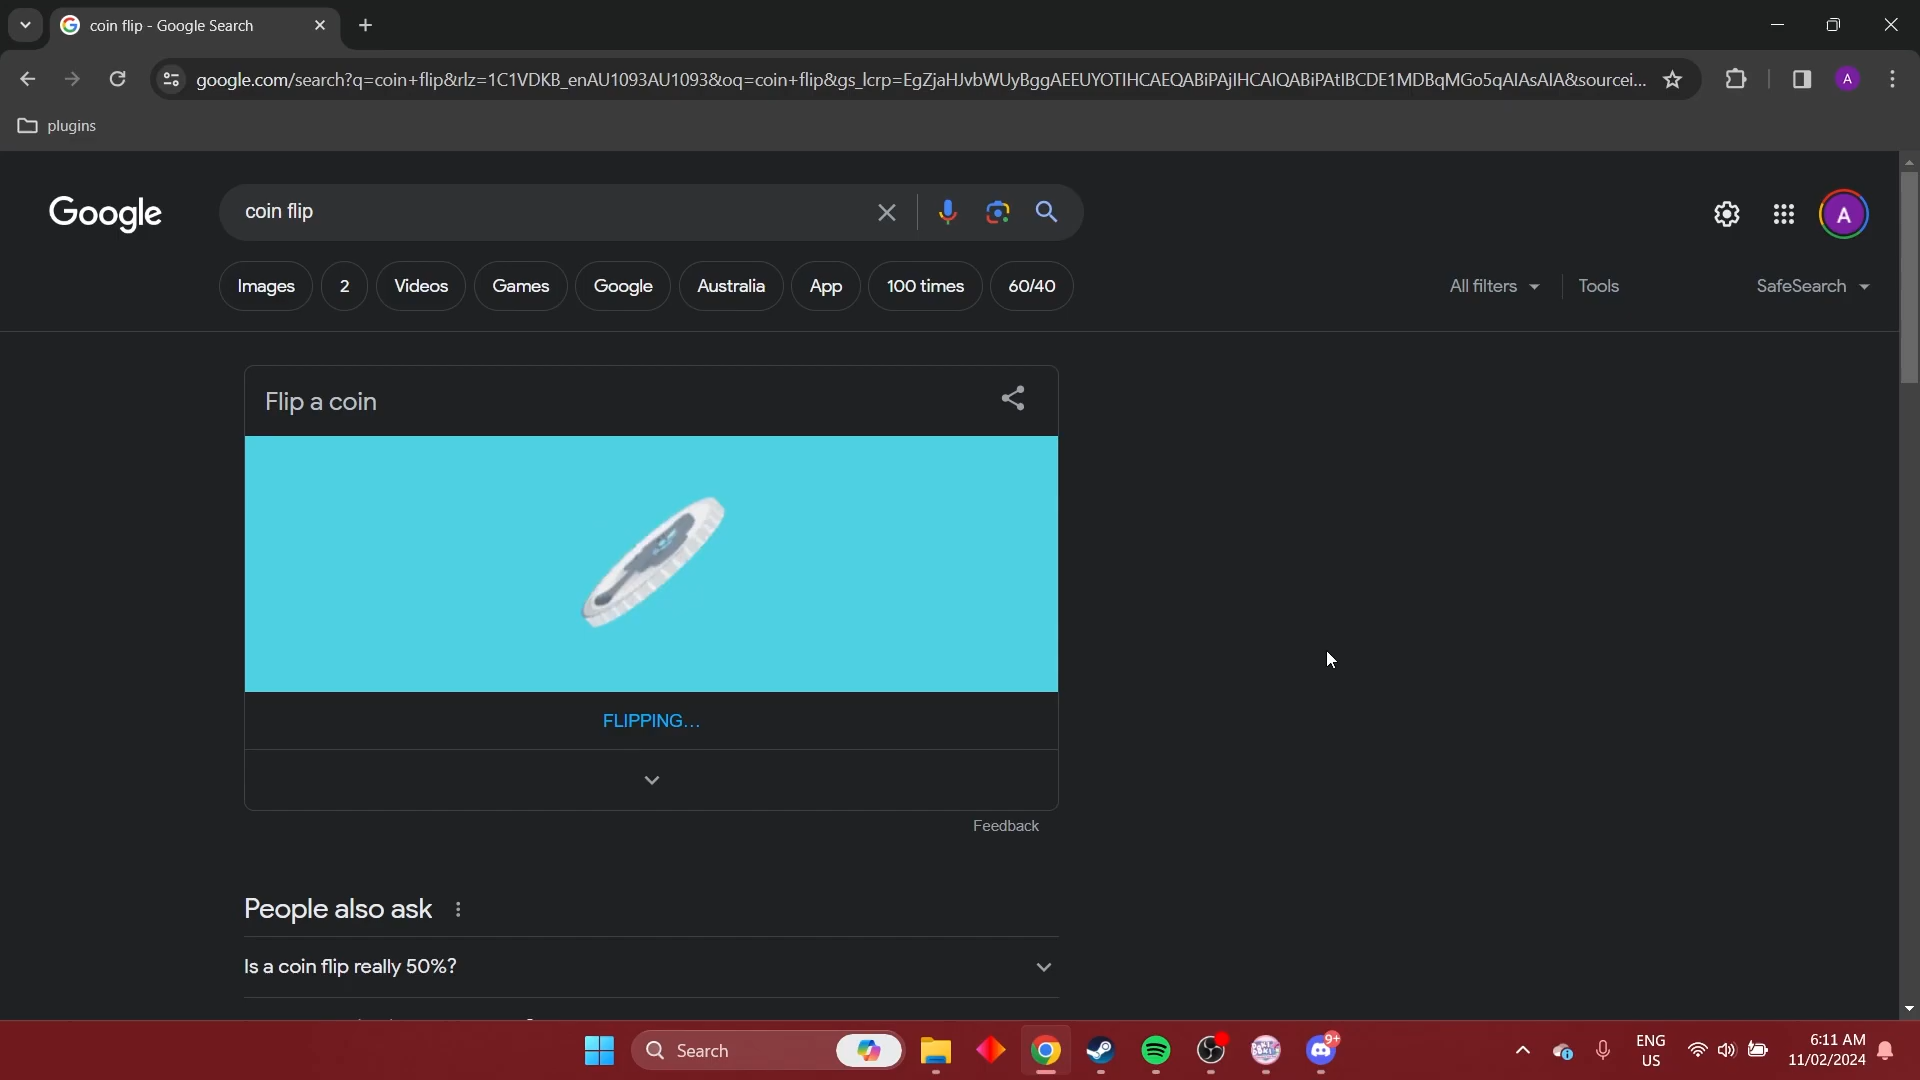 coin flip - Google Search
google.com/search?q=coin+flip&rlz=1C1VDKB_enAU1093AU1093&oq=coin+flip&gs_lcrp=EgZjaHJvbWUyBggAEEUYOTIHCAEQABiPAjIHCAIQABiPAtIBCDE1MDBqMGo5qAIAsAIA&sourcei...
A
plugins
Google
coin flip
A
Images
2
Videos
Games
Google
Australia
App
100 times
60/40
All filters
Tools
SafeSearch
Flip a coin
FLIPPING...
Feedback
People also ask
Is a coin flip really 50%?
Search
9+
ENG
US
6:11 AM
11/02/2024